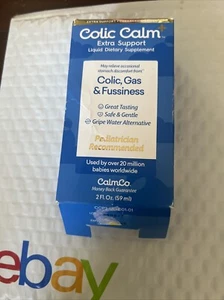 EXTRA SUPPORT
Colic Calm
Extra Support
Liquid Dietary Supplement
May relieve occasional
stomach discomfort from*
Colic, Gas
& Fussiness
Great Tasting
Safe & Gentle
Gripe Water Alternative
Pediatrician
Recommended
Used by over 20 million
babies worldwide
CalmCo.
Money-Back Guarantee
2 Fl. Oz. (59 ml)
ebay